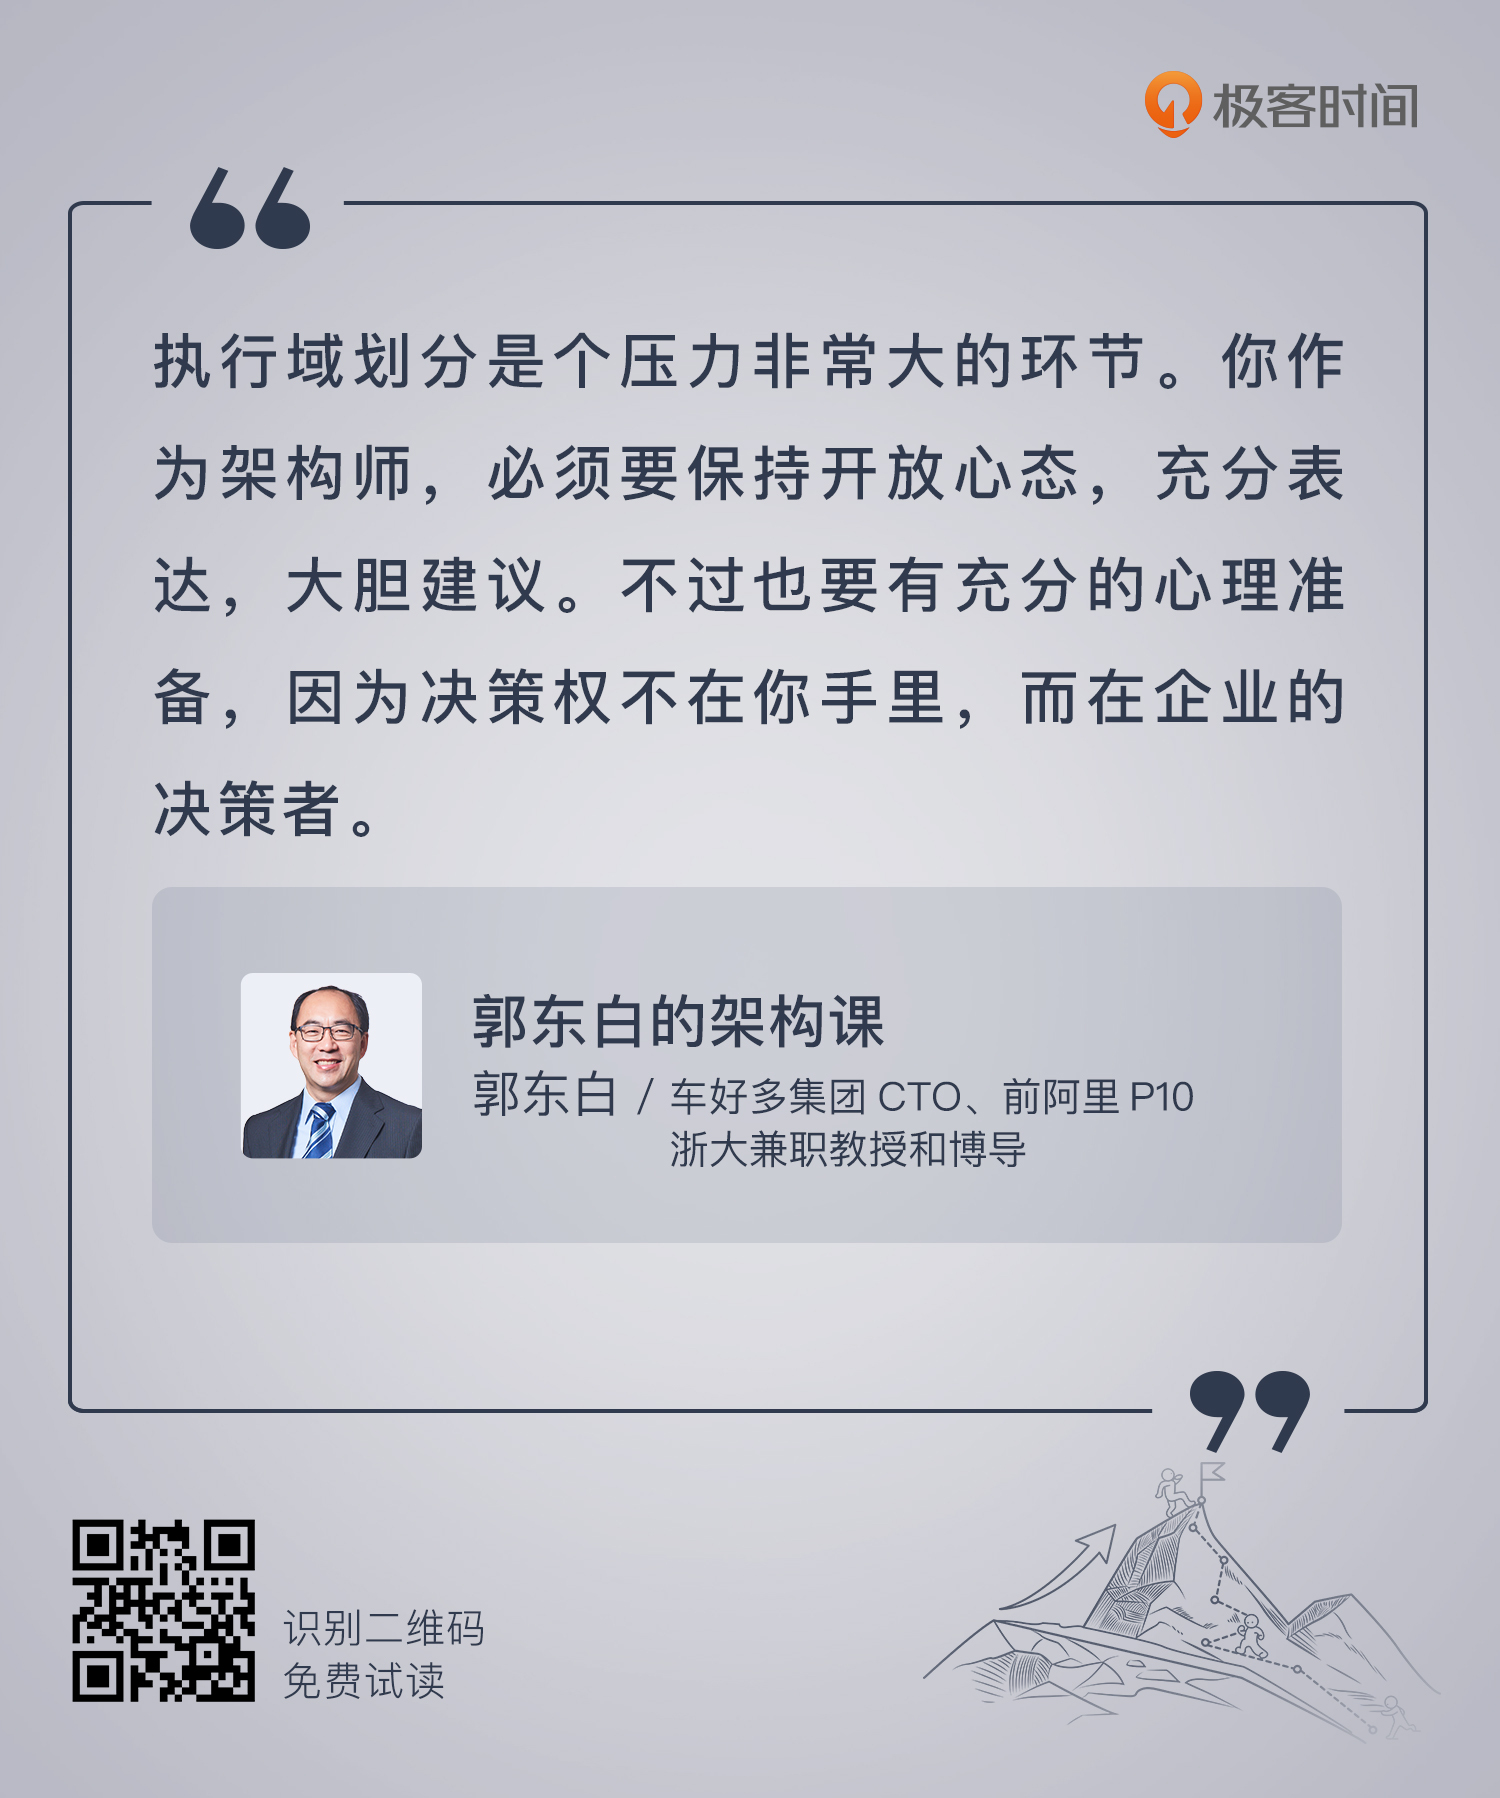 极客时间
执行域划分是个压力非常大的环节。你作
为架构师，必须要保持开放心态，充分表
达，大胆建议。不过也要有充分的心理准
备，因为决策权不在你手里，而在企业的
决策者。
郭东白的架构课
郭东白 / 车好多集团 CTO、前阿里 P10
浙大兼职教授和博导
识别二维码
免费试读